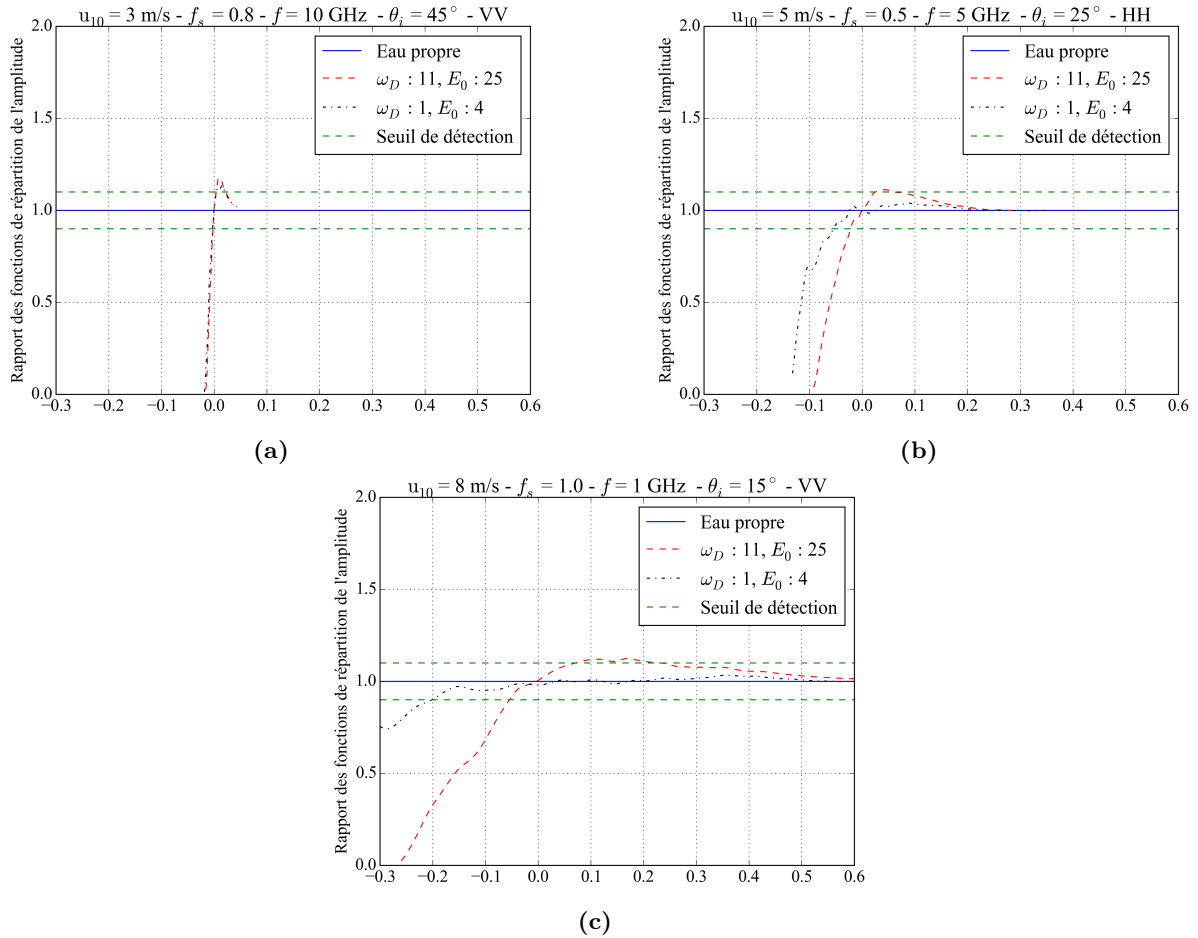 u₁₀ = 3 m/s - fₛ = 0.8 - f = 10 GHz - θᵢ = 45° - VV
Rapport des fonctions de répartition de l'amplitude
2.0
1.5
1.0
0.5
0.0
Eau propre
ω_D : 11, E₀ : 25
ω_D : 1, E₀ : 4
Seuil de détection
−0.3 −0.2 −0.1 0.0 0.1 0.2 0.3 0.4 0.5 0.6
(a)
u₁₀ = 5 m/s - fₛ = 0.5 - f = 5 GHz - θᵢ = 25° - HH
Rapport des fonctions de répartition de l'amplitude
2.0
1.5
1.0
0.5
0.0
Eau propre
ω_D : 11, E₀ : 25
ω_D : 1, E₀ : 4
Seuil de détection
−0.3 −0.2 −0.1 0.0 0.1 0.2 0.3 0.4 0.5 0.6
(b)
u₁₀ = 8 m/s - fₛ = 1.0 - f = 1 GHz - θᵢ = 15° - VV
Rapport des fonctions de répartition de l'amplitude
2.0
1.5
1.0
0.5
0.0
Eau propre
ω_D : 11, E₀ : 25
ω_D : 1, E₀ : 4
Seuil de détection
−0.3 −0.2 −0.1 0.0 0.1 0.2 0.3 0.4 0.5 0.6
(c)